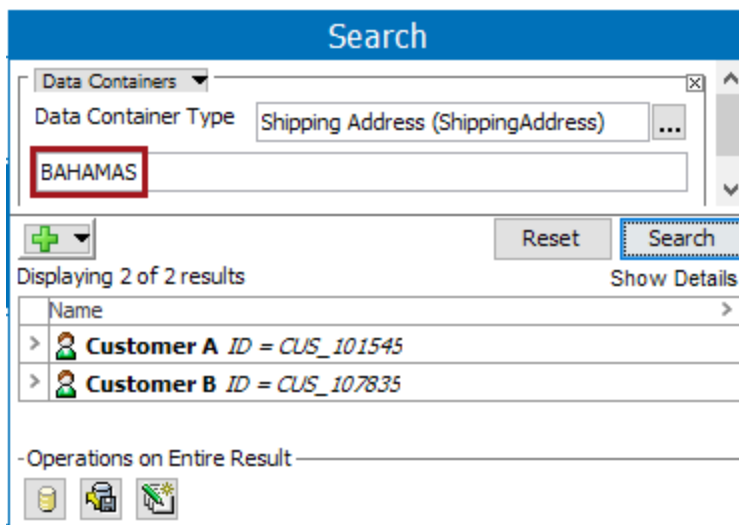 Search
Data Containers
Data Container Type Shipping Address (ShippingAddress) ...
BAHAMAS
Reset Search
Displaying 2 of 2 results Show Details
Name >
> Customer A ID = CUS_101545
> Customer B ID = CUS_107835
Operations on Entire Result